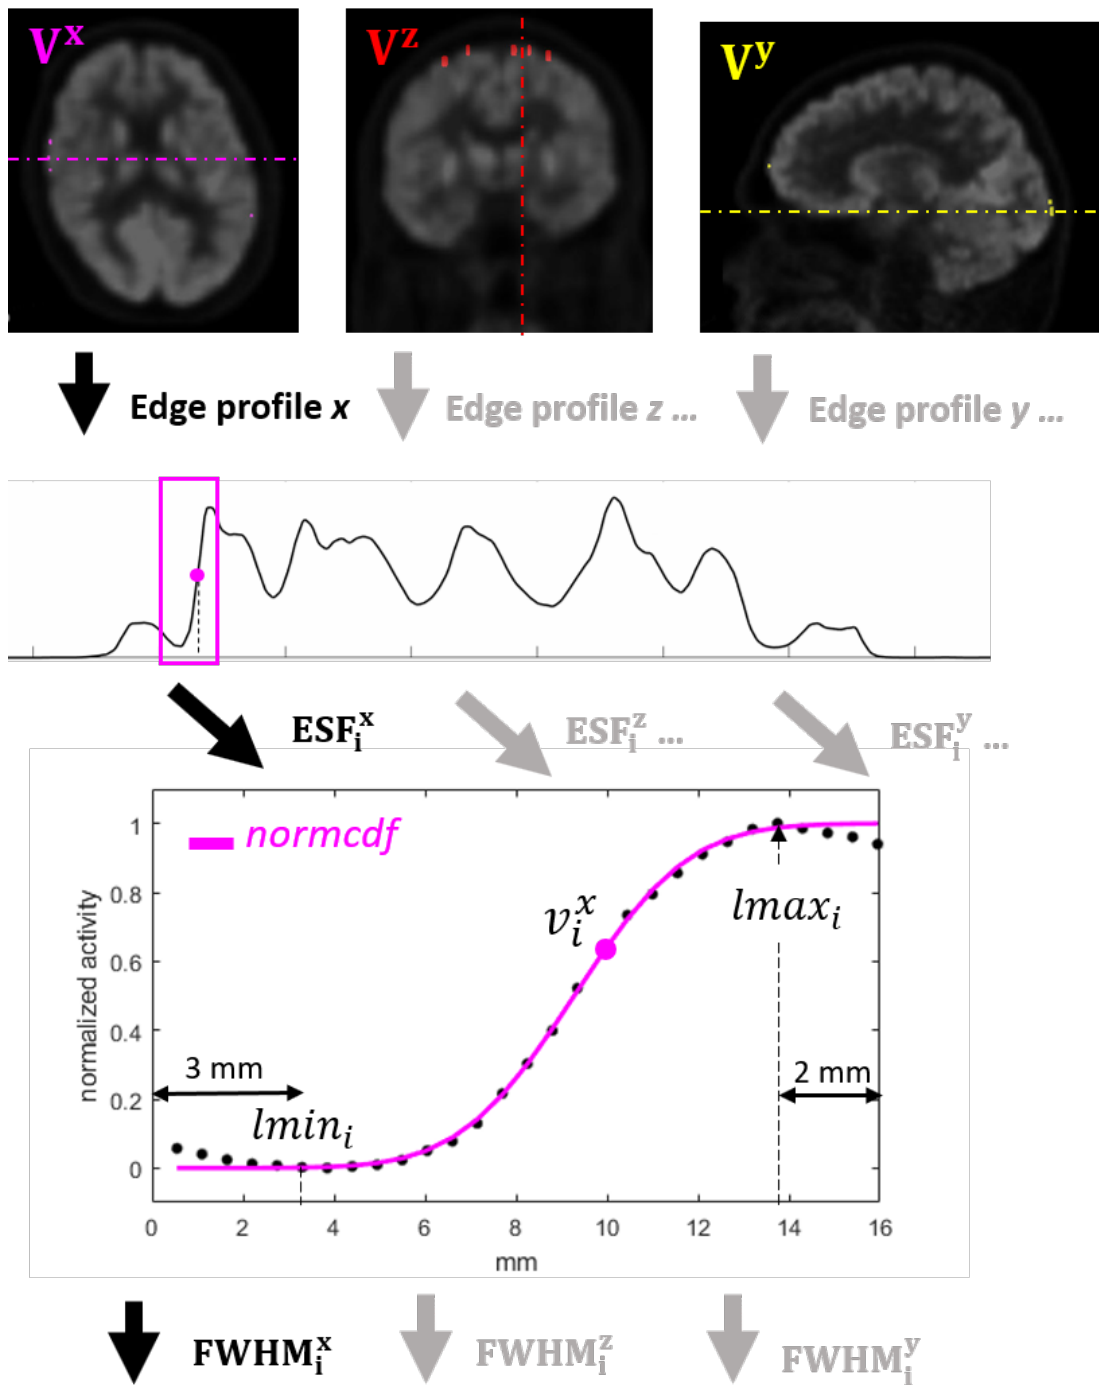 Vˣ
Vᶻ
Vʸ
Edge profile x
Edge profile z ...
Edge profile y ...
ESFᵢˣ
ESFᵢᶻ ...
ESFᵢʸ ...
normcdf
1
0.8
0.6
0.4
0.2
0
normalized activity
vᵢˣ
lmaxᵢ
3 mm
2 mm
lminᵢ
0 2 4 6 8 10 12 14 16
mm
FWHMᵢˣ
FWHMᵢᶻ
FWHMᵢʸ